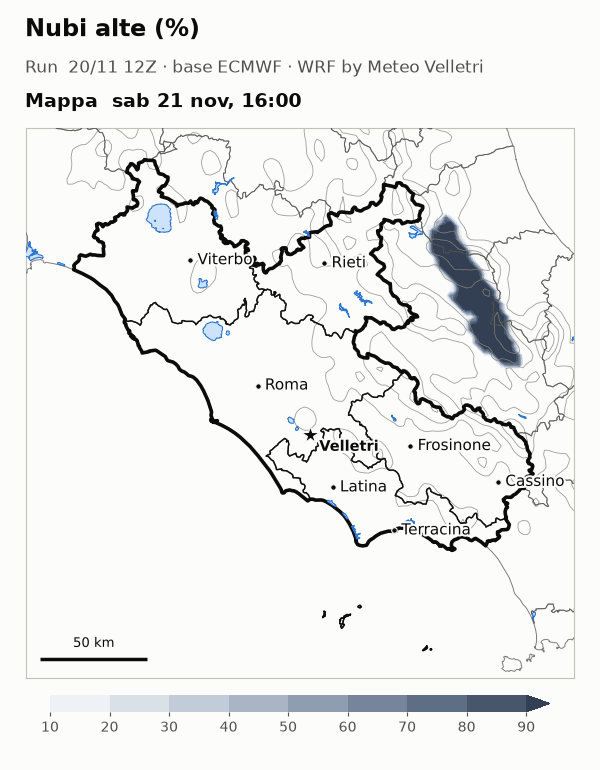 Nubi alte (%)
Run  20/11 12Z · base ECMWF · WRF by Meteo Velletri
Mappa  sab 21 nov, 16:00
Viterbo
Rieti
Roma
Velletri
Frosinone
Latina
Cassino
Terracina
50 km
10 20 30 40 50 60 70 80 90